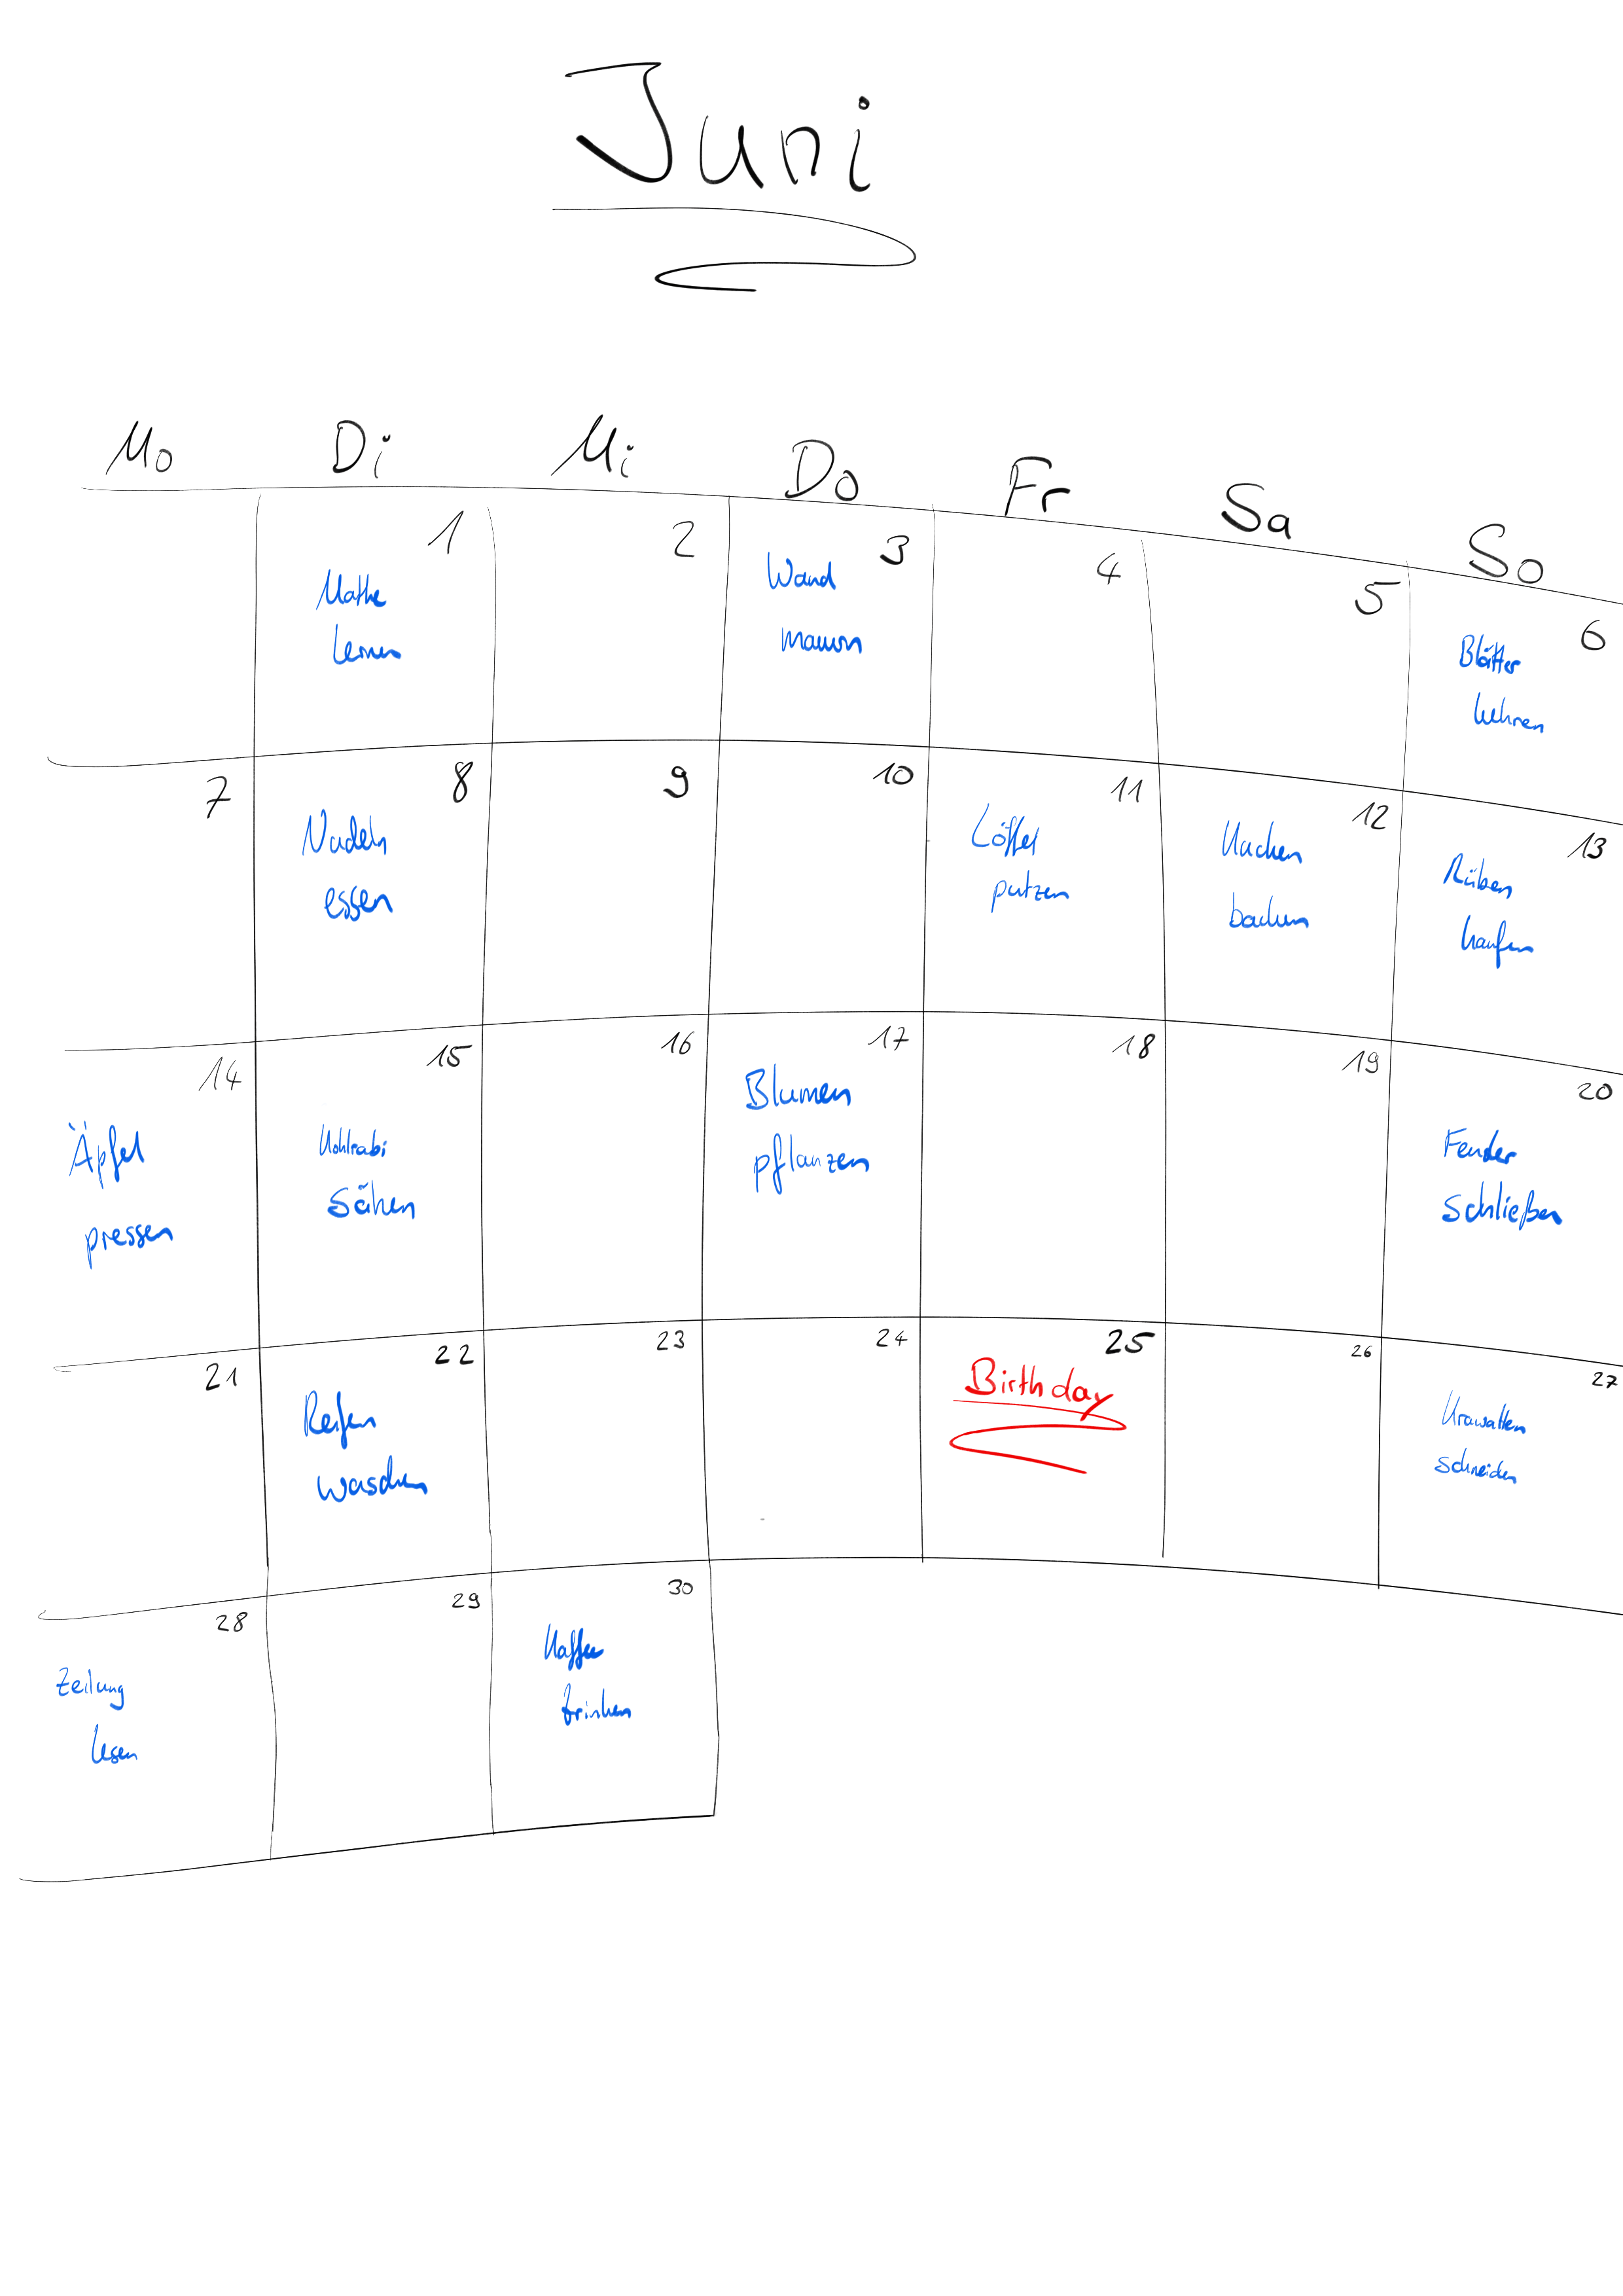 Juni
Mo Di Mi Do Fr Sa So
1 2 3 4 5 6
Mathe
lernen
Wand
mauern
Blätter
kehren
7 8 9 10 11 12 13
Nudeln
essen
Löffel
putzen
Kuchen
backen
Rüben
kaufen
14 15 16 17 18 19 20
Äpfel
pressen
Kohlrabi
sähen
Blumen
pflanzen
Fender
schließen
21 22 23 24 25 26 27
Reifen
waschen
Birthday
Krawatten
schneiden
28 29 30
Zeitung
lesen
Kaffee
trinken